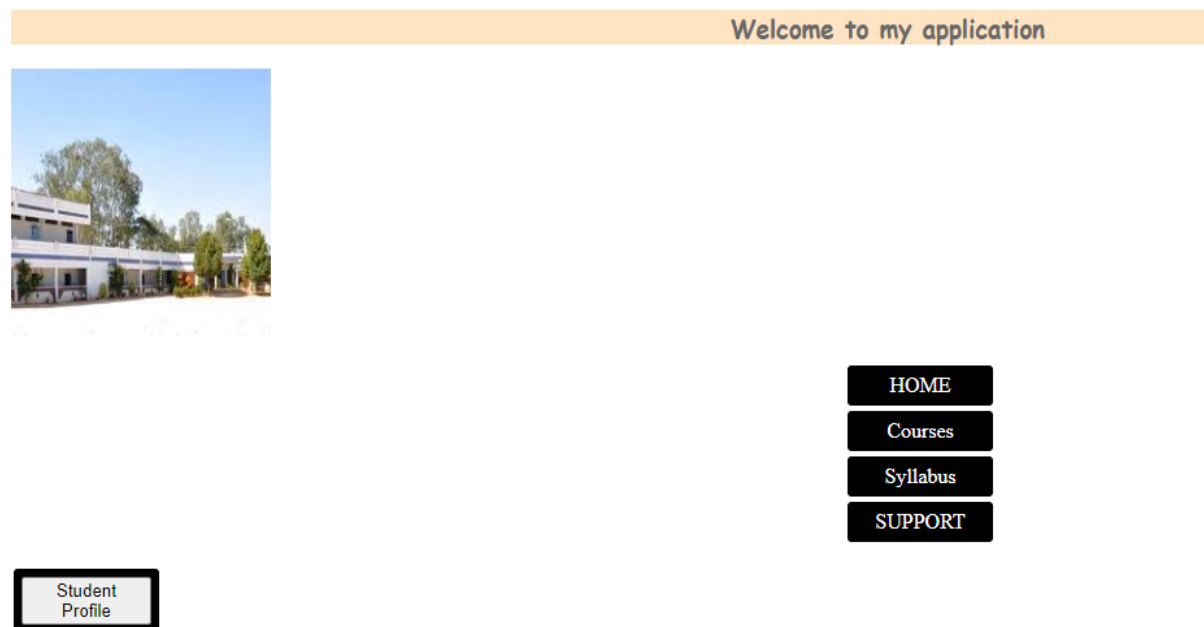 Welcome to my application
HOME
Courses
Syllabus
SUPPORT
Student
Profile